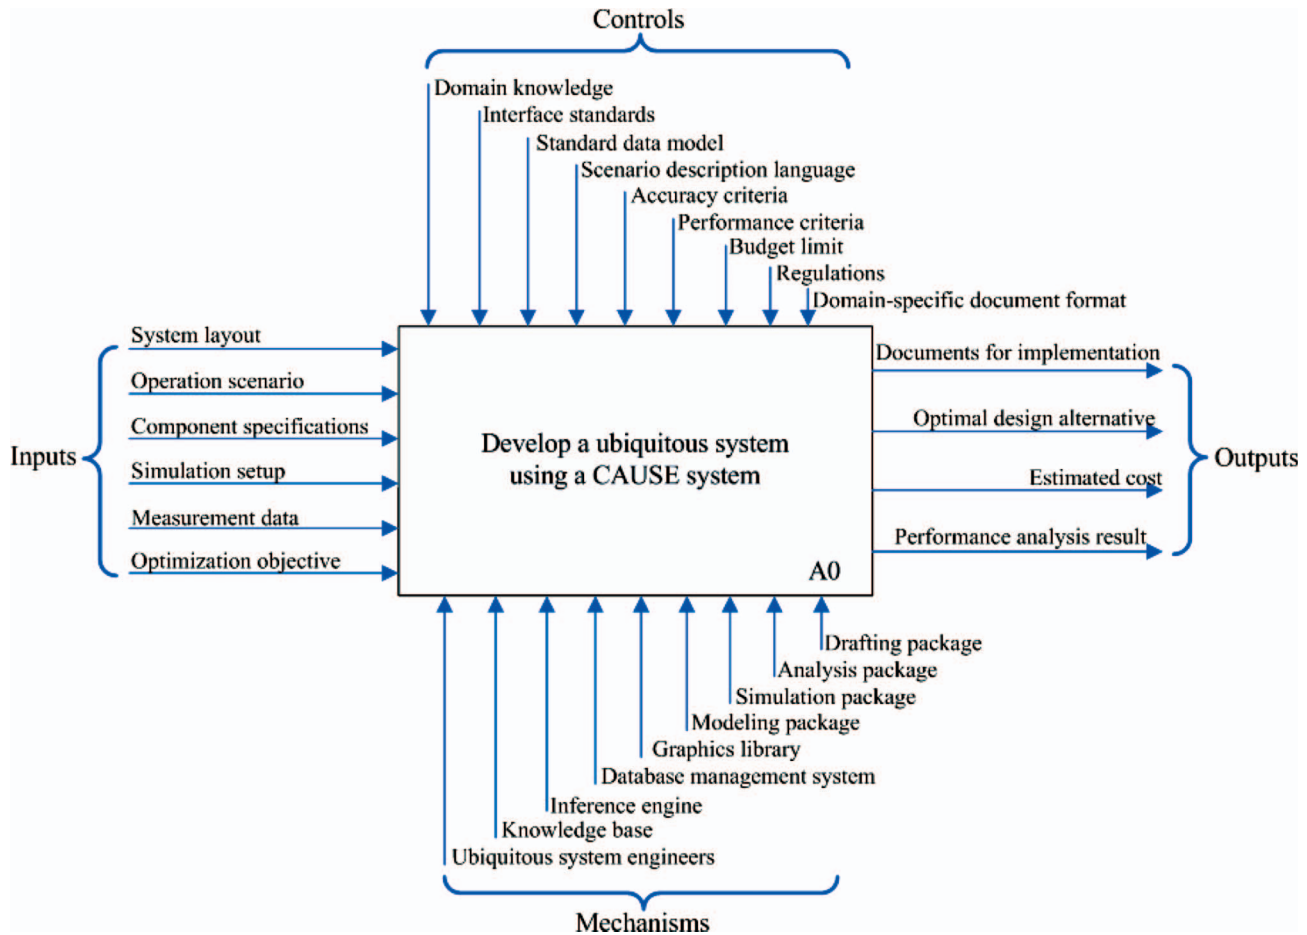 Controls
Domain knowledge
Interface standards
Standard data model
Scenario description language
Accuracy criteria
Performance criteria
Budget limit
Regulations
Domain-specific document format
Inputs
System layout
Operation scenario
Component specifications
Simulation setup
Measurement data
Optimization objective
Develop a ubiquitous system
using a CAUSE system
A0
Documents for implementation
Optimal design alternative
Estimated cost
Performance analysis result
Outputs
Drafting package
Analysis package
Simulation package
Modeling package
Graphics library
Database management system
Inference engine
Knowledge base
Ubiquitous system engineers
Mechanisms